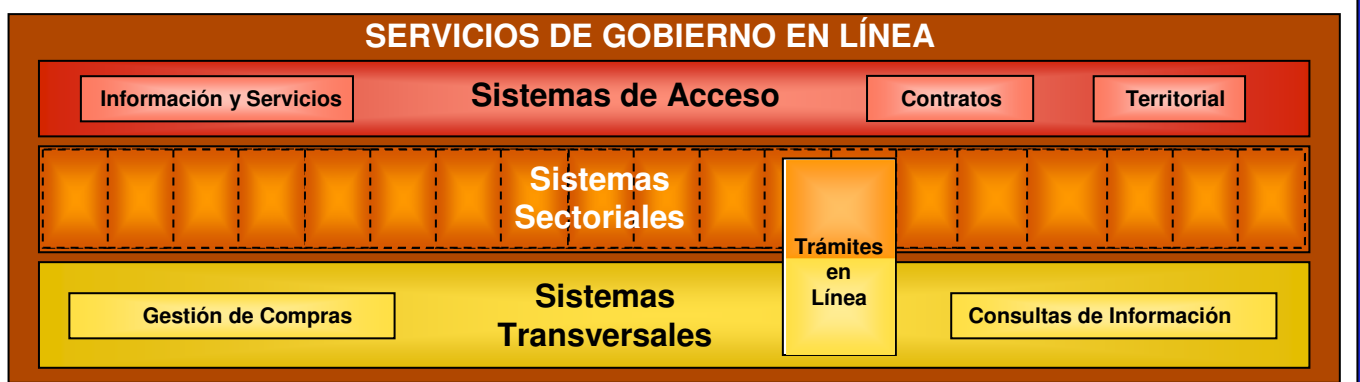 SERVICIOS DE GOBIERNO EN LÍNEA
Información y Servicios
Sistemas de Acceso
Contratos
Territorial
Sistemas
Sectoriales
Trámites
en
Línea
Gestión de Compras
Sistemas
Transversales
Consultas de Información